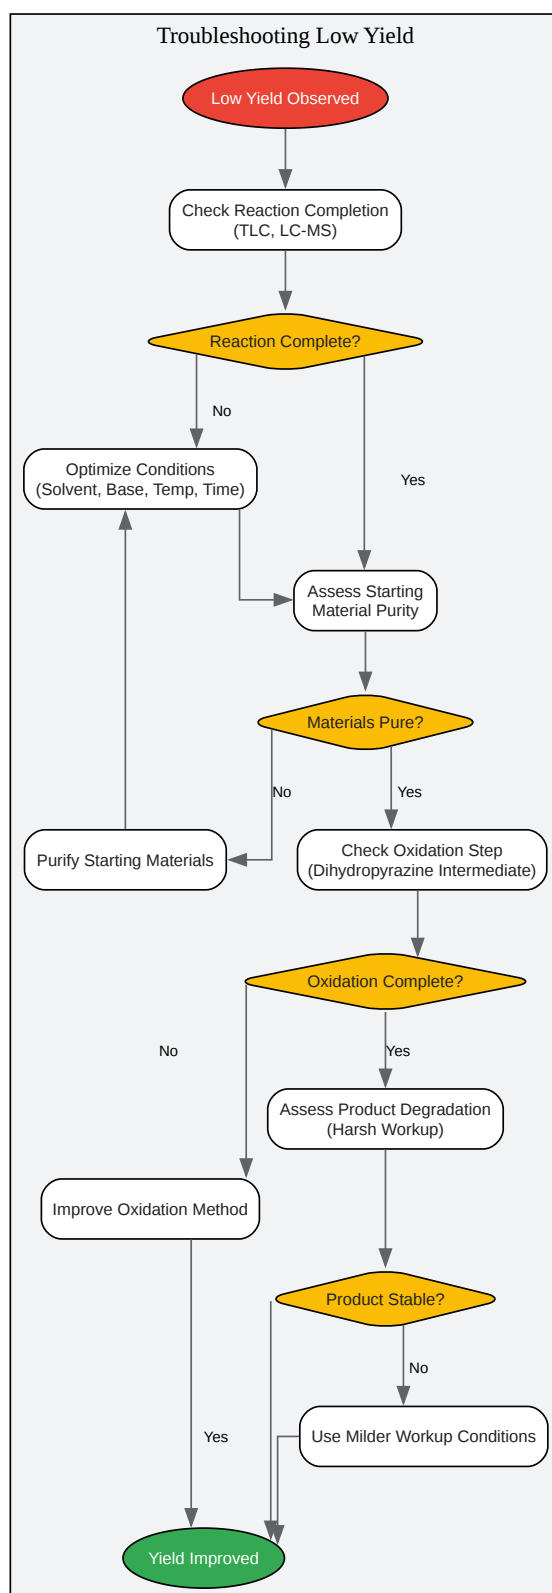 Troubleshooting Low Yield
Low Yield Observed
Check Reaction Completion
(TLC, LC-MS)
Reaction Complete?
No
Optimize Conditions
(Solvent, Base, Temp, Time)
Yes
Assess Starting
Material Purity
Materials Pure?
No
Yes
Purify Starting Materials
Check Oxidation Step
(Dihydropyrazine Intermediate)
Oxidation Complete?
No
Yes
Assess Product Degradation
(Harsh Workup)
Improve Oxidation Method
Product Stable?
No
Yes
Use Milder Workup Conditions
Yield Improved